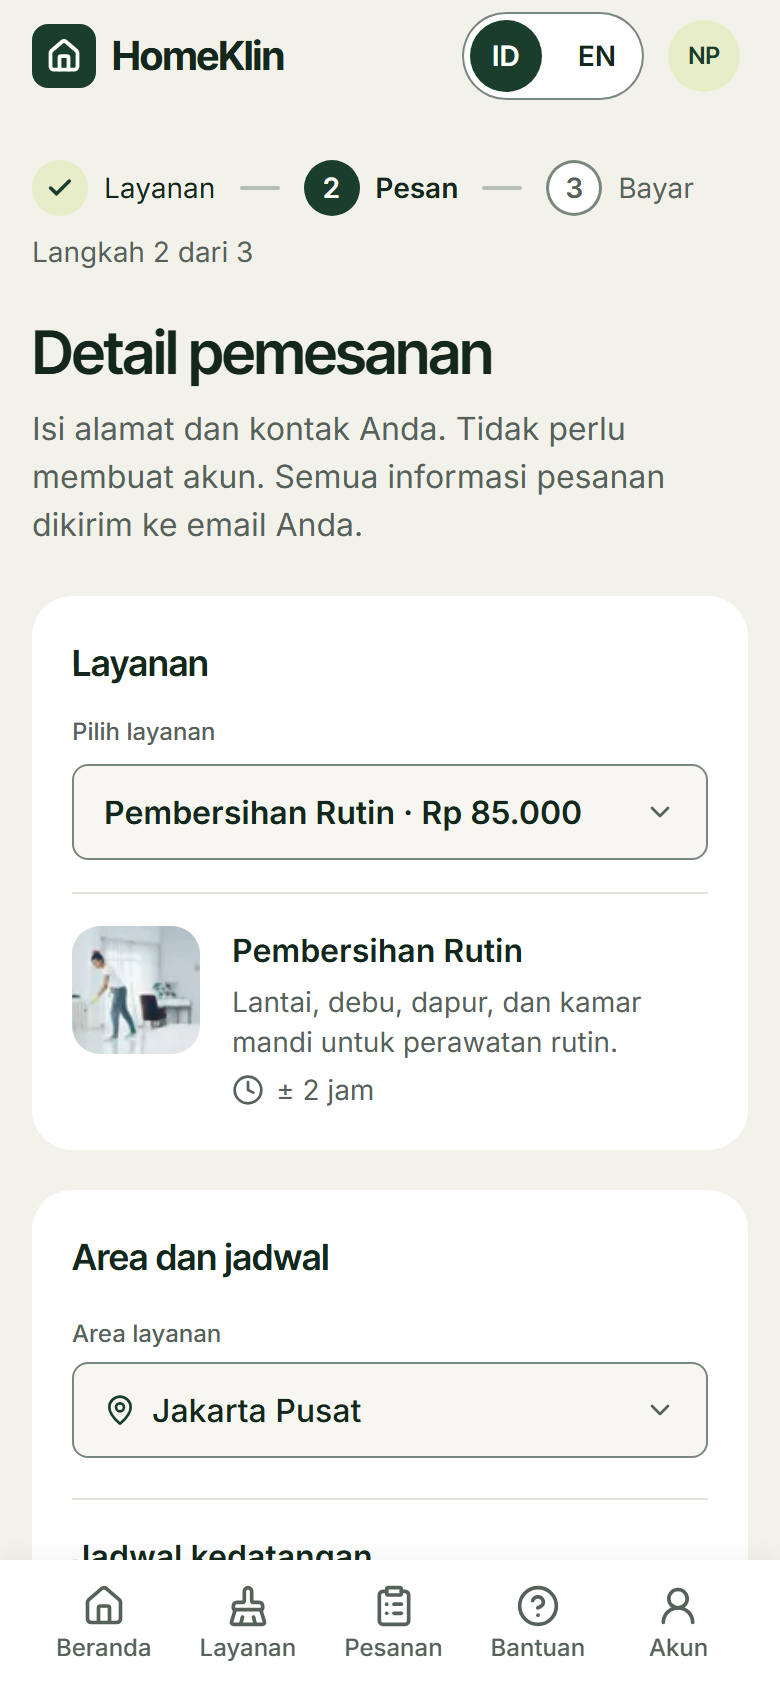 HomeKlin
ID EN
NP
Layanan
2 Pesan
3 Bayar
Langkah 2 dari 3
Detail pemesanan
Isi alamat dan kontak Anda. Tidak perlu
membuat akun. Semua informasi pesanan
dikirim ke email Anda.
Layanan
Pilih layanan
Pembersihan Rutin · Rp 85.000
Pembersihan Rutin
Lantai, debu, dapur, dan kamar
mandi untuk perawatan rutin.
± 2 jam
Area dan jadwal
Area layanan
Jakarta Pusat
Jadwal kedatangan
Beranda
Layanan
Pesanan
Bantuan
Akun